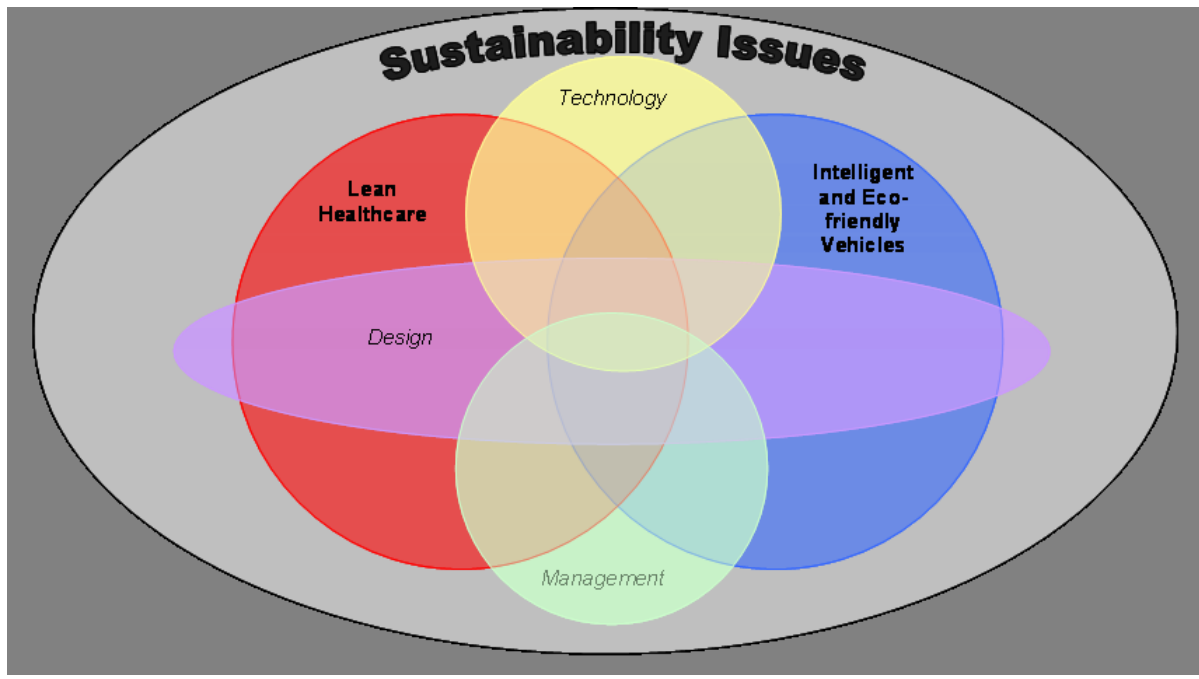 Sustainability Issues
Technology
Lean
Healthcare
Intelligent
and Eco-
friendly
Vehicles
Design
Management